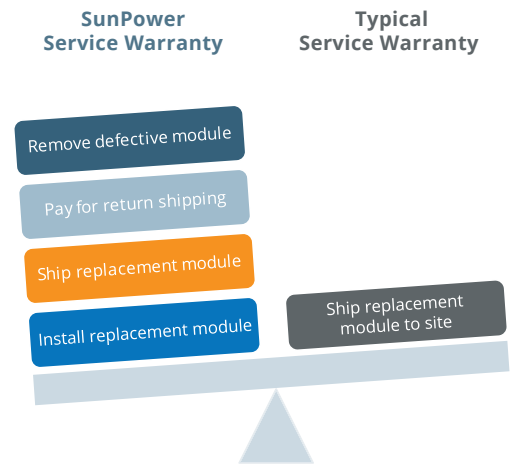 SunPower
Service Warranty
Typical
Service Warranty
Remove defective module
Pay for return shipping
Ship replacement module
Install replacement module
Ship replacement
module to site